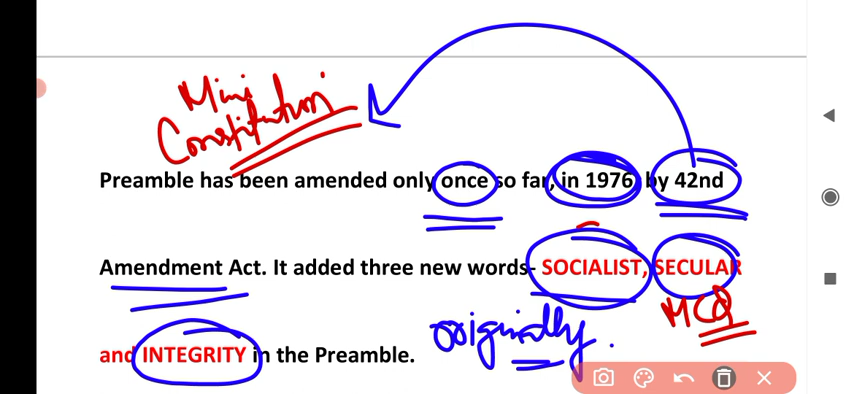 Mini
Constitution
Preamble has been amended only once so far, in 1976, by 42nd
Amendment Act. It added three new words- SOCIALIST, SECULAR
MCQ
and INTEGRITY in the Preamble.
originally.